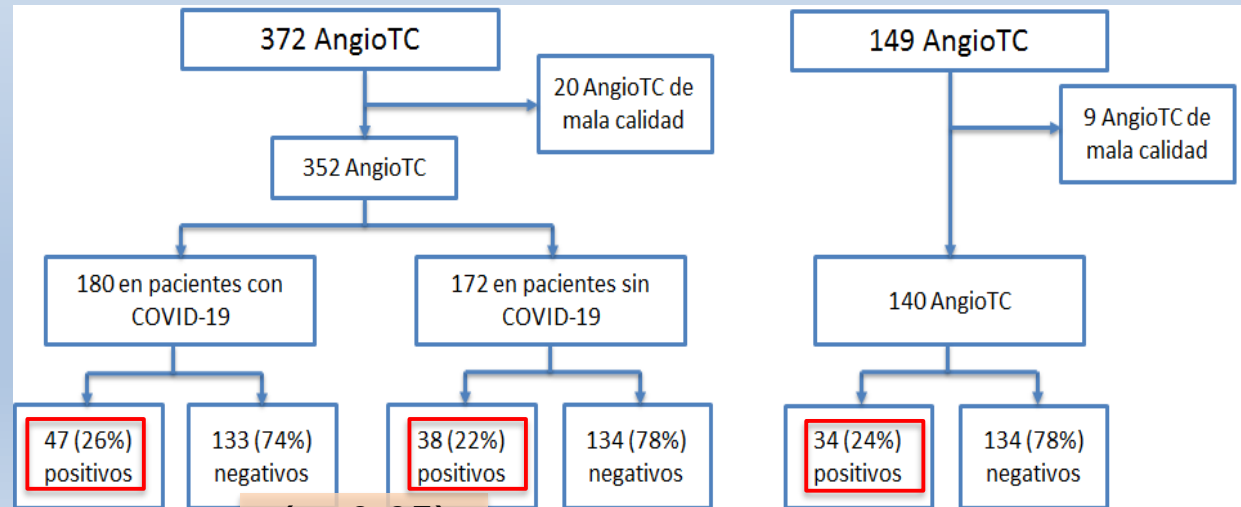 372 AngioTC
149 AngioTC
20 AngioTC de
mala calidad
9 AngioTC de
mala calidad
352 AngioTC
180 en pacientes con
COVID-19
172 en pacientes sin
COVID-19
140 AngioTC
47 (26%)
positivos
133 (74%)
negativos
38 (22%)
positivos
134 (78%)
negativos
34 (24%)
positivos
134 (78%)
negativos